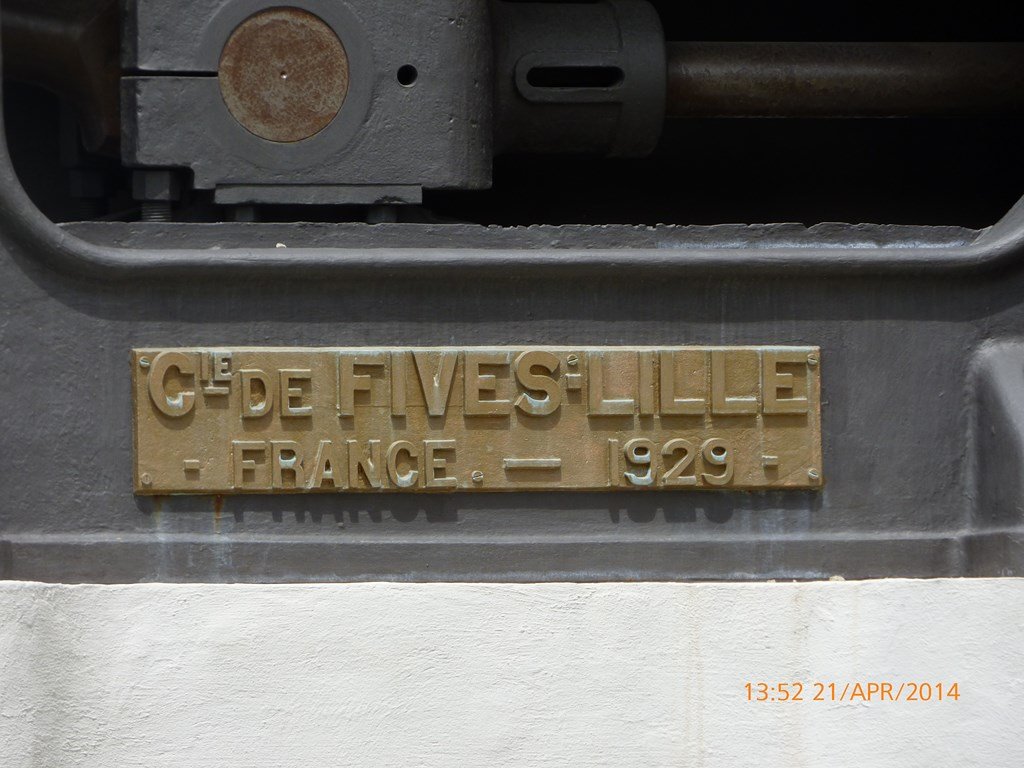 CIE DE FIVES-LILLE
- FRANCE. — 1929 -
13:52 21/APR/2014